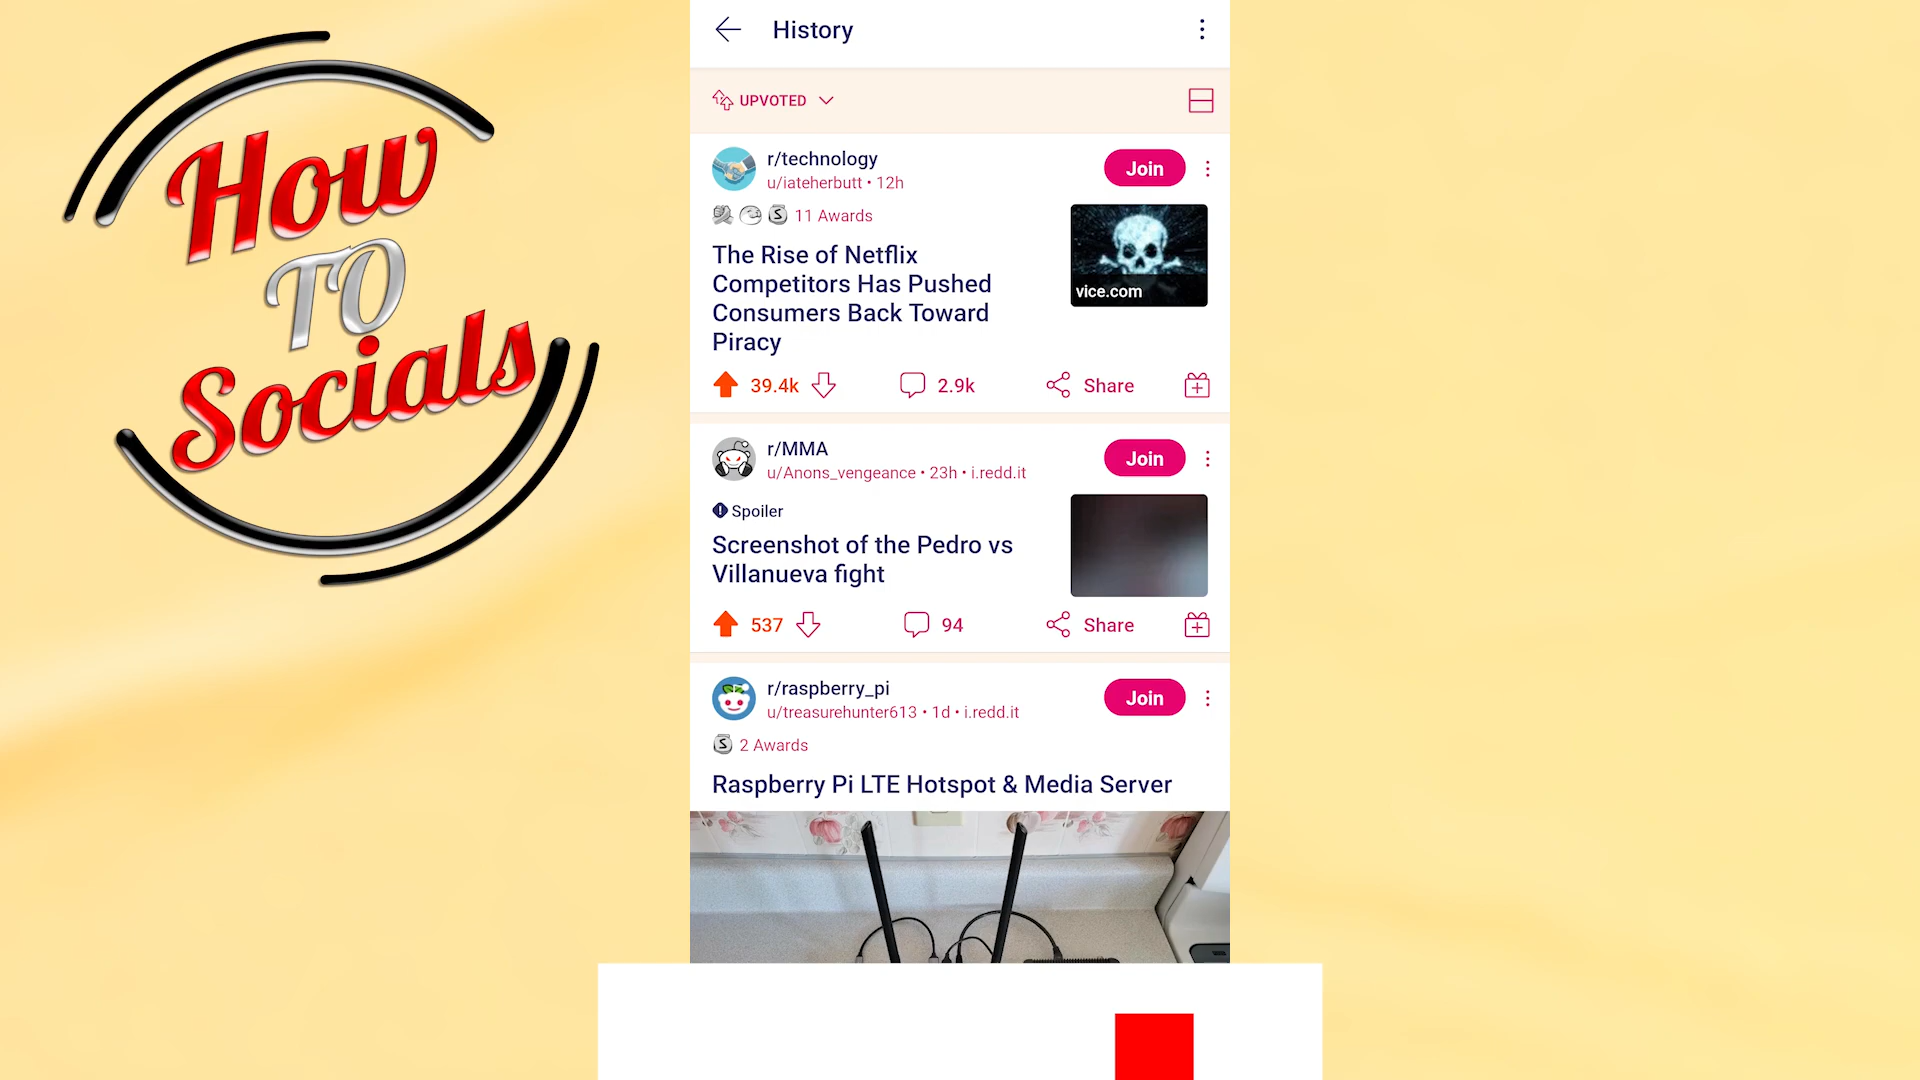 How
TO
Socials
History
UPVOTED
r/technology
u/iateherbutt • 12h
Join
11 Awards
The Rise of Netflix
Competitors Has Pushed
Consumers Back Toward
Piracy
vice.com
39.4k
2.9k
Share
r/MMA
u/Anons_vengeance • 23h • i.redd.it
Join
Spoiler
Screenshot of the Pedro vs
Villanueva fight
537
94
Share
r/raspberry_pi
u/treasurehunter613 • 1d • i.redd.it
Join
2 Awards
Raspberry Pi LTE Hotspot & Media Server